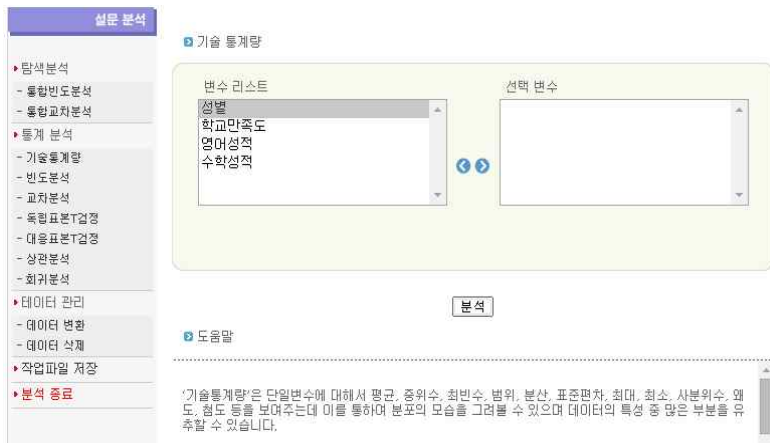 설문 분석
▸탐색분석
- 통합빈도분석
- 통합교차분석
▸통계 분석
- 기술통계량
- 빈도분석
- 교차분석
- 독립표본T검정
- 대응표본T검정
- 상관분석
- 회귀분석
▸데이터 관리
- 데이터 변환
- 데이터 삭제
▸작업파일 저장
▸분석 종료
기술 통계량
변수 리스트
성별
학교만족도
영어성적
수학성적
선택 변수
분석
도움말
'기술통계량'은 단일변수에 대해서 평균, 중위수, 최빈수, 범위, 분산, 표준편차, 최대, 최소, 사분위수, 왜
도, 첨도 등을 보여주는데 이를 통하여 분포의 모습을 그려볼 수 있으며 데이터의 특성 중 많은 부분을 유
추할 수 있습니다.